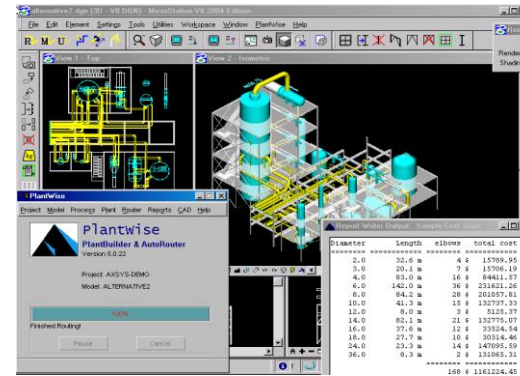 alternative2.dgn (3D - V8 DGN) - MicroStation V8 2004 Edition
File Edit Element Settings Tools Utilities Workspace Window PlantWise Help
R M U
View 1 - Top
View 2 - Isometric
Render
Shadin
PlantWise
Project Model Process Plant Router Reports CAD Help
PlantWise
PlantBuilder & AutoRouter
Version 5.0.22
Project: AXSYS-DEMO
Model: ALTERNATIVE2
100%
Finished Routing!
Pause Cancel
Report Writer Output Sample Cost
Diameter Length elbows total cost
2.0 32.6 m 4 $ 15789.95
3.0 20.1 m 7 $ 15706.19
4.0 83.0 m 16 $ 84411.57
6.0 142.0 m 36 $ 231621.26
8.0 84.2 m 28 $ 201857.81
10.0 41.3 m 15 $ 132737.33
12.0 8.0 m 3 $ 5125.37
14.0 82.1 m 21 $ 132775.07
16.0 37.6 m 12 $ 33524.54
18.0 27.7 m 10 $ 30314.46
24.0 23.3 m 14 $ 147095.59
36.0 8.3 m 2 $ 131065.31
168 $ 1161224.45